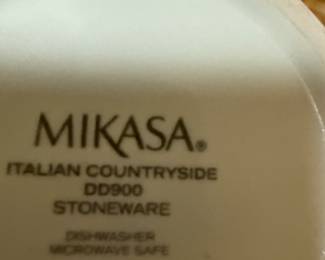 MIKASA®
ITALIAN COUNTRYSIDE
DD900
STONEWARE
DISHWASHER
MICROWAVE SAFE